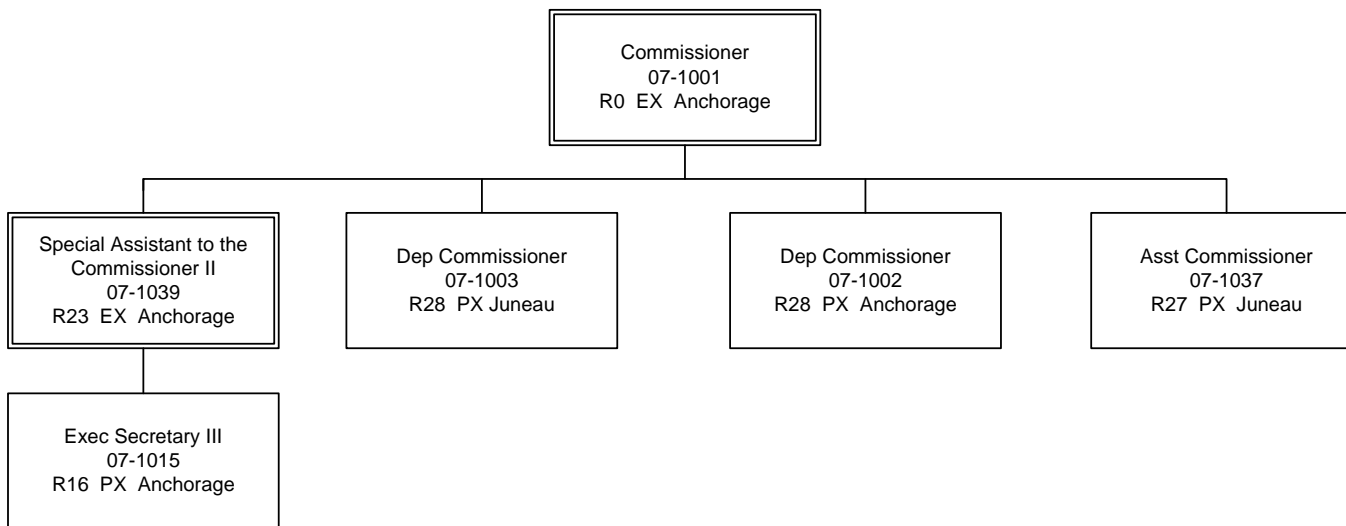 Commissioner
07-1001
R0 EX Anchorage
Special Assistant to the
Commissioner II
07-1039
R23 EX Anchorage
Dep Commissioner
07-1003
R28 PX Juneau
Dep Commissioner
07-1002
R28 PX Anchorage
Asst Commissioner
07-1037
R27 PX Juneau
Exec Secretary III
07-1015
R16 PX Anchorage